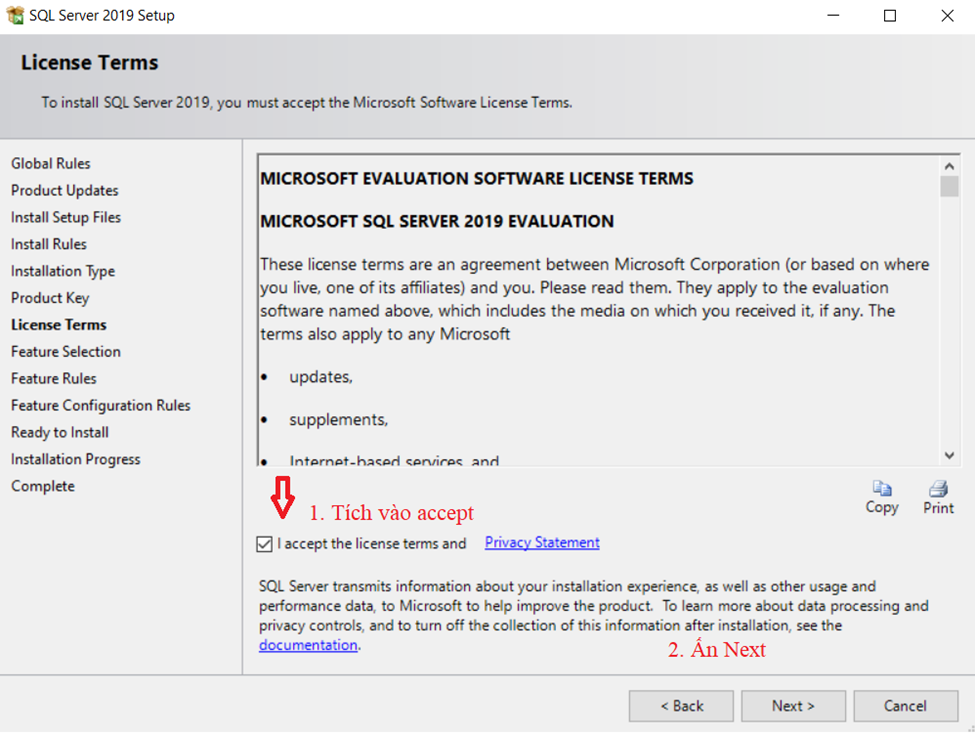 SQL Server 2019 Setup
License Terms
To install SQL Server 2019, you must accept the Microsoft Software License Terms.
Global Rules
Product Updates
Install Setup Files
Install Rules
Installation Type
Product Key
License Terms
Feature Selection
Feature Rules
Feature Configuration Rules
Ready to Install
Installation Progress
Complete
MICROSOFT EVALUATION SOFTWARE LICENSE TERMS
MICROSOFT SQL SERVER 2019 EVALUATION
These license terms are an agreement between Microsoft Corporation (or based on where
you live, one of its affiliates) and you. Please read them. They apply to the evaluation
software named above, which includes the media on which you received it, if any. The
terms also apply to any Microsoft
• updates,
• supplements,
• Internet-based services, and
Copy
Print
1. Tích vào accept
I accept the license terms and Privacy Statement
SQL Server transmits information about your installation experience, as well as other usage and
performance data, to Microsoft to help improve the product. To learn more about data processing and
privacy controls, and to turn off the collection of this information after installation, see the
documentation.
2. Ấn Next
< Back
Next >
Cancel